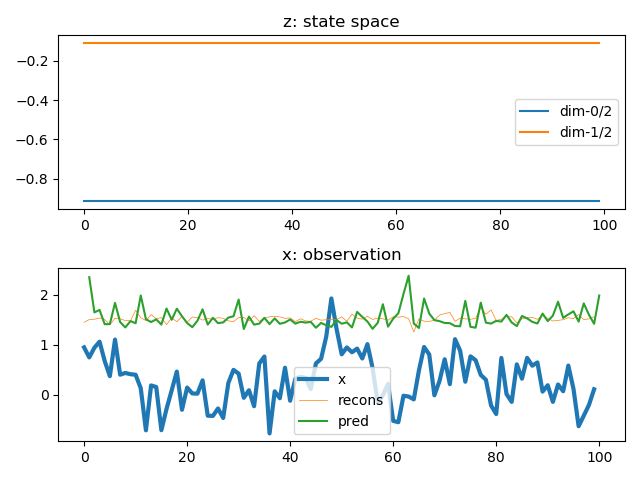 z: state space
−0.2
−0.4
−0.6
−0.8
dim-0/2
dim-1/2
0 20 40 60 80 100
x: observation
2
1
0
x
recons
pred
0 20 40 60 80 100